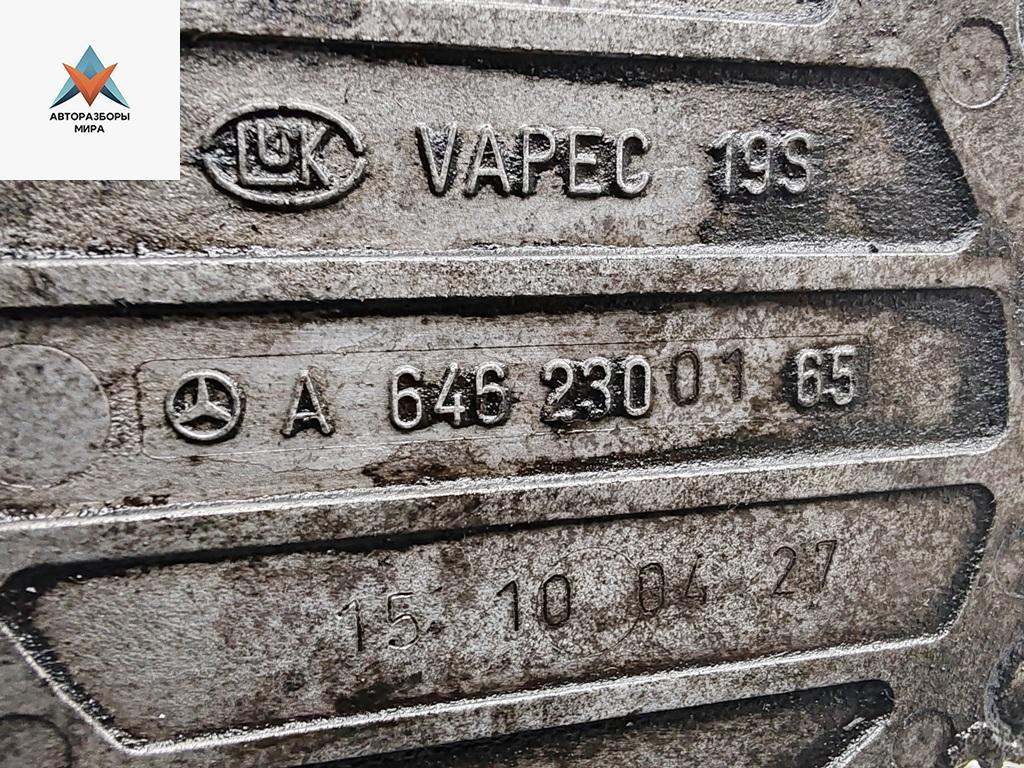 АВТОРАЗБОРЫ
МИРА
LUK VAPEC 19S
A 646 230 01 65
15 10 04 27